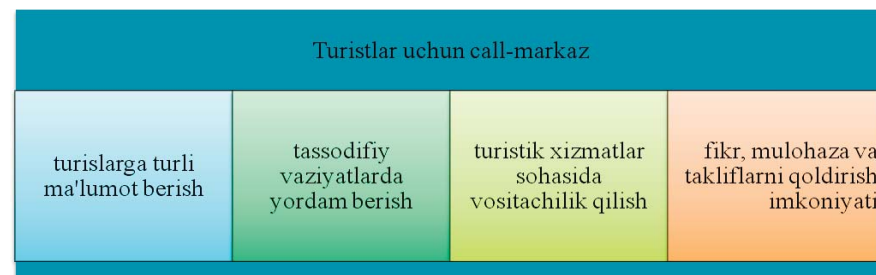 Turistlar uchun call-markaz
turislarga turli
ma'lumot berish
tassodifiy
vaziyatlarda
yordam berish
turistik xizmatlar
sohasida
vositachilik qilish
fikr, mulohaza va
takliflarni qoldirish
imkoniyati